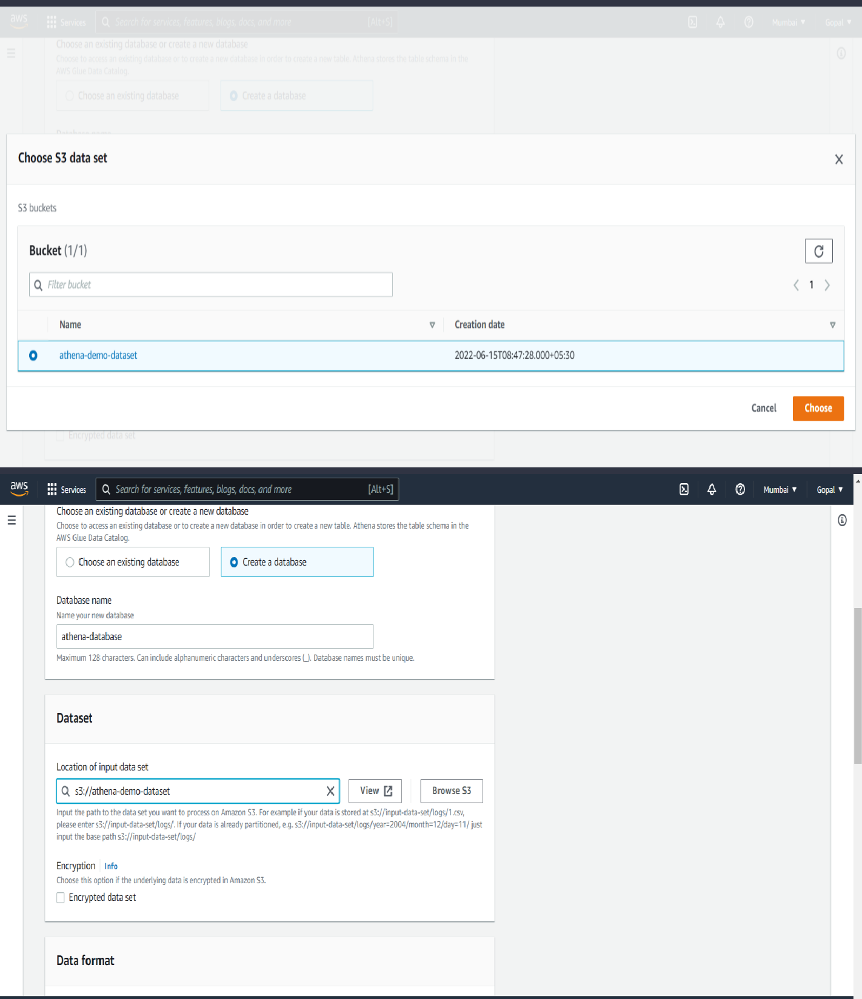 aws
Services
Search for services, features, blogs, docs, and more
[Alt+S]
Mumbai
Gopal
Choose an existing database or create a new database
Choose to access an existing database or to create a new database in order to create a new table. Athena stores the table schema in the
AWS Glue Data Catalog.
Choose an existing database
Create a database
Database name
Choose S3 data set
S3 buckets
Bucket (1/1)
Filter bucket
1
Name
Creation date
athena-demo-dataset
2022-06-15T08:47:28.000+05:30
Cancel
Choose
Encrypted data set
aws
Services
Search for services, features, blogs, docs, and more
[Alt+S]
Mumbai
Gopal
Choose an existing database or create a new database
Choose to access an existing database or to create a new database in order to create a new table. Athena stores the table schema in the
AWS Glue Data Catalog.
Choose an existing database
Create a database
Database name
Name your new database
athena-database
Maximum 128 characters. Can include alphanumeric characters and underscores (_). Database names must be unique.
Dataset
Location of input data set
s3://athena-demo-dataset
View
Browse S3
Input the path to the data set you want to process on Amazon S3. For example if your data is stored at s3://input-data-set/logs/1.csv,
please enter s3://input-data-set/logs/. If your data is already partitioned, e.g. s3://input-data-set/logs/year=2004/month=12/day=11/ just
input the base path s3://input-data-set/logs/
Encryption
Info
Choose this option if the underlying data is encrypted in Amazon S3.
Encrypted data set
Data format